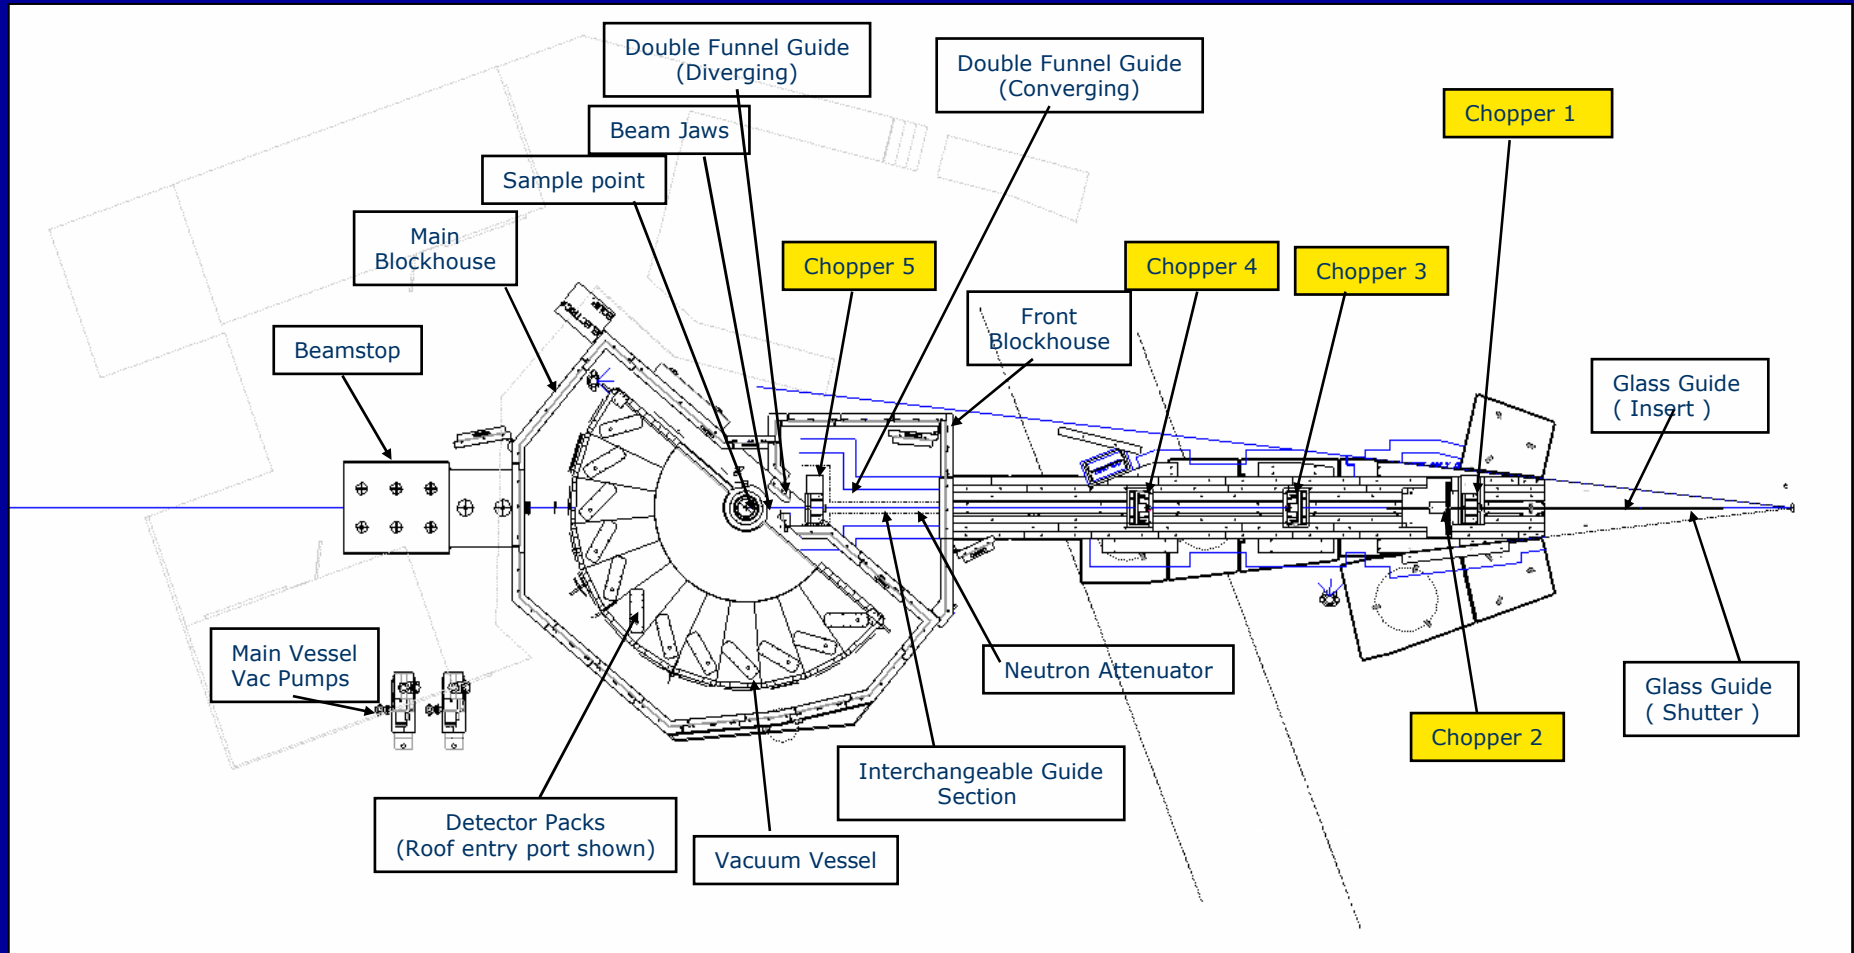 Double Funnel Guide
(Diverging)
Double Funnel Guide
(Converging)
Chopper 1
Beam Jaws
Sample point
Main
Blockhouse
Chopper 5
Chopper 4
Chopper 3
Front
Blockhouse
Beamstop
Glass Guide
( Insert )
Main Vessel
Vac Pumps
Neutron Attenuator
Glass Guide
( Shutter )
Chopper 2
Interchangeable Guide
Section
Detector Packs
(Roof entry port shown)
Vacuum Vessel